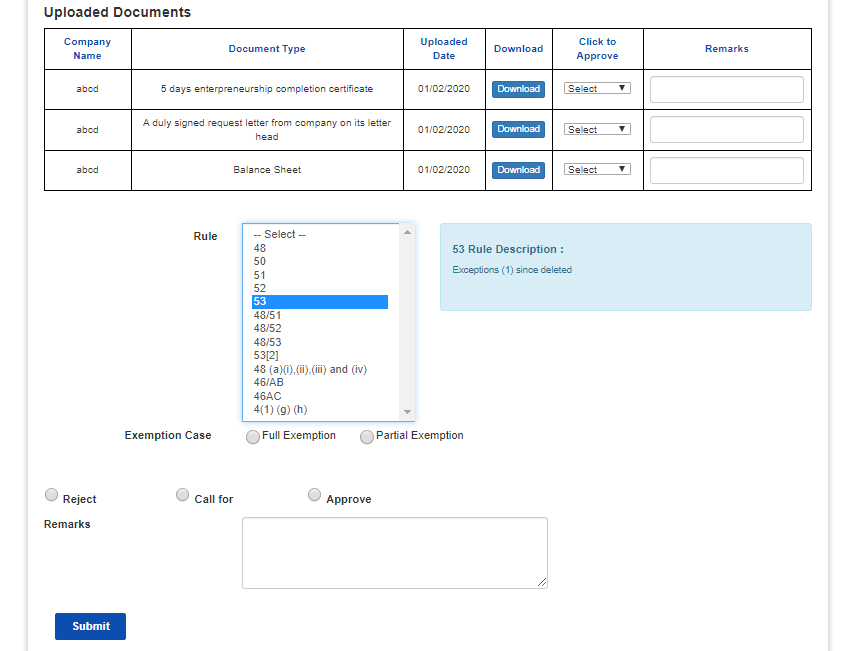 Uploaded Documents
Company Name Document Type Uploaded Date Download Click to Approve Remarks
abcd 5 days enterpreneurship completion certificate 01/02/2020 Download Select
abcd A duly signed request letter from company on its letter head 01/02/2020 Download Select
abcd Balance Sheet 01/02/2020 Download Select
Rule
-- Select --
48
50
51
52
53
48/51
48/52
48/53
53[2]
48 (a)(i),(ii),(iii) and (iv)
46/AB
46AC
4(1) (g) (h)
53 Rule Description :
Exceptions (1) since deleted
Exemption Case Full Exemption Partial Exemption
Reject Call for Approve
Remarks
Submit